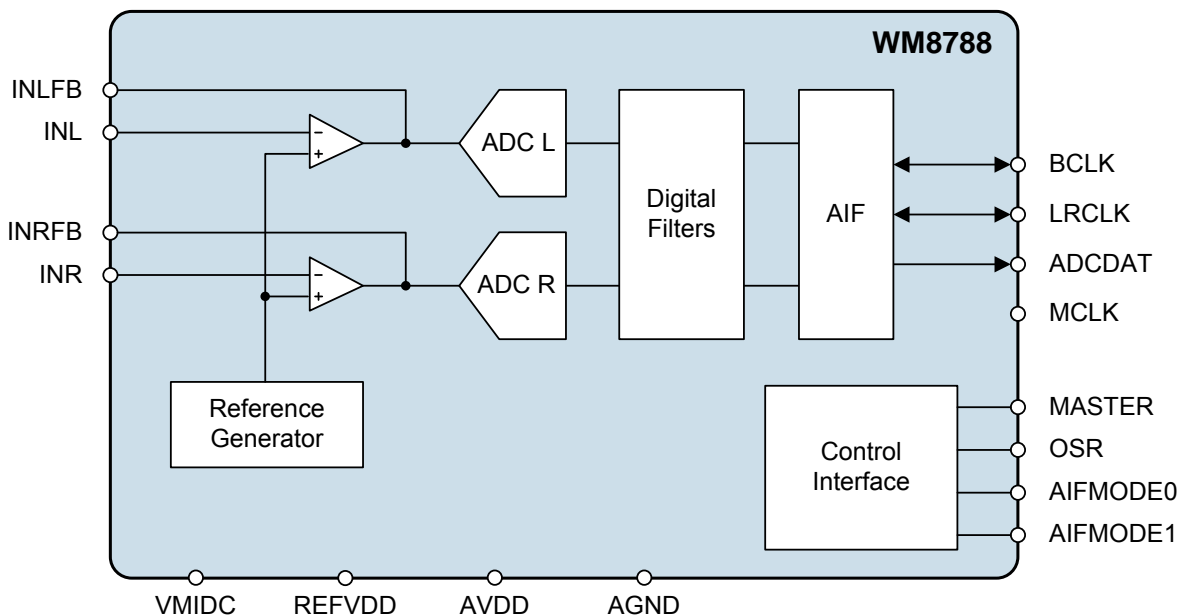 WM8788
INLFB
INL
−
+
ADC L
INRFB
INR
−
+
ADC R
Digital
Filters
AIF
BCLK
LRCLK
ADCDAT
MCLK
Reference
Generator
Control
Interface
MASTER
OSR
AIFMODE0
AIFMODE1
VMIDC
REFVDD
AVDD
AGND